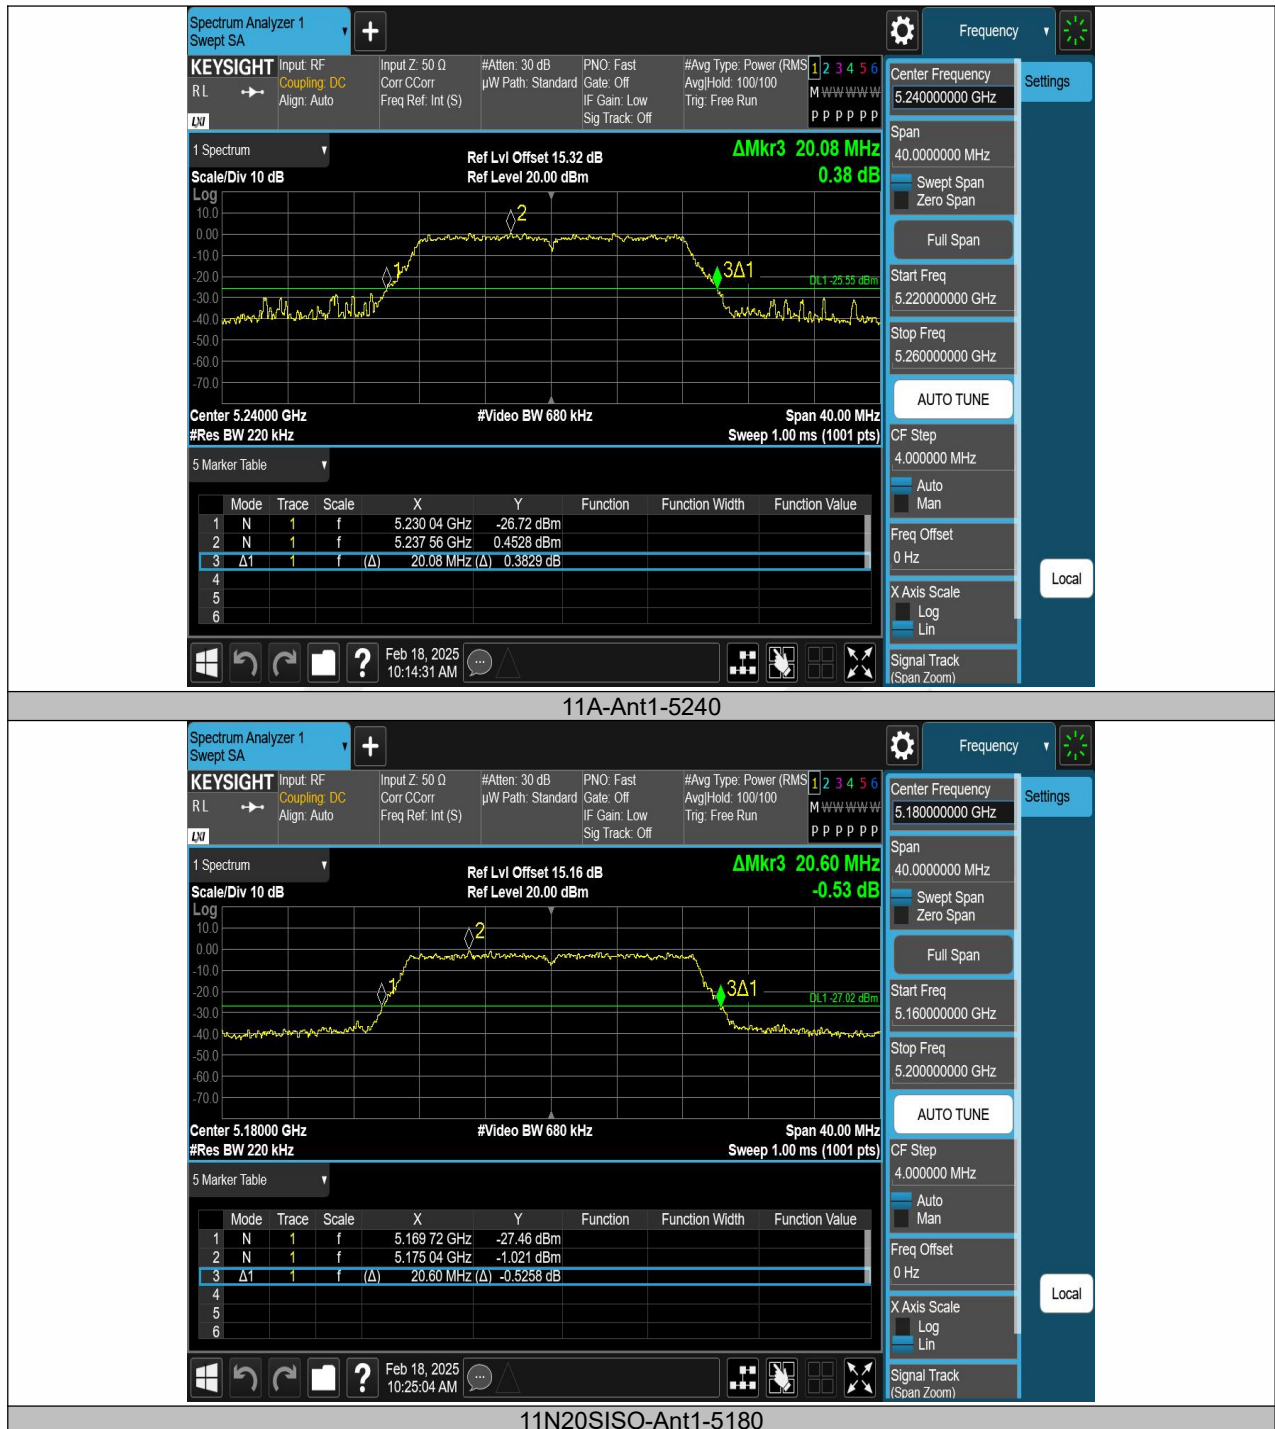 Spectrum Analyzer 1
Swept SA
+
Frequency
KEYSIGHT
R L
LXI
Input: RF
Coupling: DC
Align: Auto
Input Z: 50 Ω
Corr CCorr
Freq Ref: Int (S)
#Atten: 30 dB
µW Path: Standard
PNO: Fast
Gate: Off
IF Gain: Low
Sig Track: Off
#Avg Type: Power (RMS
Avg|Hold: 100/100
Trig: Free Run
1 2 3 4 5 6
M W W W W W
P P P P P P
Center Frequency
5.240000000 GHz
Settings
Span
40.0000000 MHz
Swept Span
Zero Span
Full Span
Start Freq
5.220000000 GHz
Stop Freq
5.260000000 GHz
AUTO TUNE
CF Step
4.000000 MHz
Auto
Man
Freq Offset
0 Hz
X Axis Scale
Log
Lin
Signal Track
(Span Zoom)
Local
1 Spectrum
Scale/Div 10 dB
Ref Lvl Offset 15.32 dB
Ref Level 20.00 dBm
ΔMkr3 20.08 MHz
0.38 dB
Log
10.0
0.00
-10.0
-20.0
-30.0
-40.0
-50.0
-60.0
-70.0
1
2
3Δ1
DL1 -25.55 dBm
Center 5.24000 GHz
#Video BW 680 kHz
Span 40.00 MHz
#Res BW 220 kHz
Sweep 1.00 ms (1001 pts)
5 Marker Table
Mode Trace Scale X Y Function Function Width Function Value
1 N 1 f 5.230 04 GHz -26.72 dBm
2 N 1 f 5.237 56 GHz 0.4528 dBm
3 Δ1 1 f (Δ) 20.08 MHz (Δ) 0.3829 dB
4
5
6
?
Feb 18, 2025
10:14:31 AM
11A-Ant1-5240
Spectrum Analyzer 1
Swept SA
+
Frequency
KEYSIGHT
R L
LXI
Input: RF
Coupling: DC
Align: Auto
Input Z: 50 Ω
Corr CCorr
Freq Ref: Int (S)
#Atten: 30 dB
µW Path: Standard
PNO: Fast
Gate: Off
IF Gain: Low
Sig Track: Off
#Avg Type: Power (RMS
Avg|Hold: 100/100
Trig: Free Run
1 2 3 4 5 6
M W W W W W
P P P P P P
Center Frequency
5.180000000 GHz
Settings
Span
40.0000000 MHz
Swept Span
Zero Span
Full Span
Start Freq
5.160000000 GHz
Stop Freq
5.200000000 GHz
AUTO TUNE
CF Step
4.000000 MHz
Auto
Man
Freq Offset
0 Hz
X Axis Scale
Log
Lin
Signal Track
(Span Zoom)
Local
1 Spectrum
Scale/Div 10 dB
Ref Lvl Offset 15.16 dB
Ref Level 20.00 dBm
ΔMkr3 20.60 MHz
-0.53 dB
Log
10.0
0.00
-10.0
-20.0
-30.0
-40.0
-50.0
-60.0
-70.0
1
2
3Δ1
DL1 -27.02 dBm
Center 5.18000 GHz
#Video BW 680 kHz
Span 40.00 MHz
#Res BW 220 kHz
Sweep 1.00 ms (1001 pts)
5 Marker Table
Mode Trace Scale X Y Function Function Width Function Value
1 N 1 f 5.169 72 GHz -27.46 dBm
2 N 1 f 5.175 04 GHz -1.021 dBm
3 Δ1 1 f (Δ) 20.60 MHz (Δ) -0.5258 dB
4
5
6
?
Feb 18, 2025
10:25:04 AM
11N20SISO-Ant1-5180